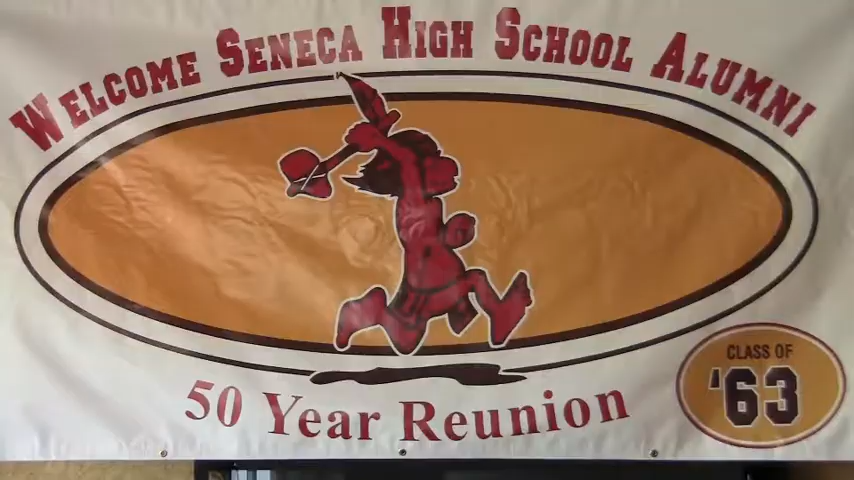 Welcome Seneca High School Alumni
50 Year Reunion
CLASS OF
'63